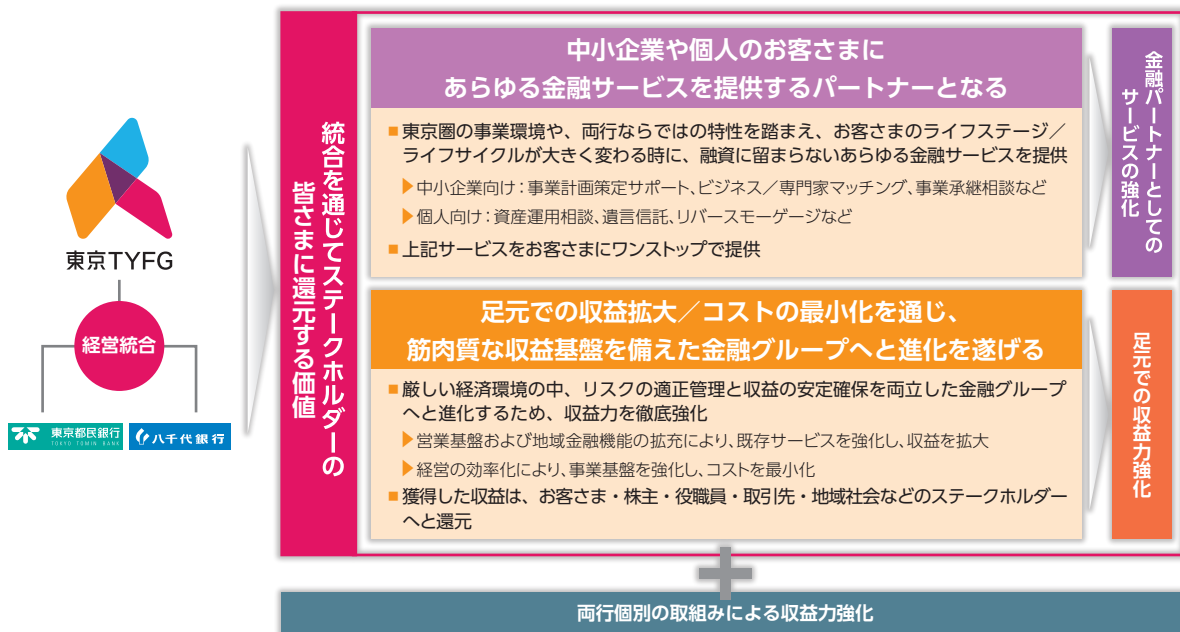 東京TYFG
経営統合
東京都民銀行
TOKYO TOMIN BANK
八千代銀行
統合を通じてステークホルダーの
皆さまに還元する価値
中小企業や個人のお客さまに
あらゆる金融サービスを提供するパートナーとなる
■東京圏の事業環境や、両行ならではの特性を踏まえ、お客さまのライフステージ／
ライフサイクルが大きく変わる時に、融資に留まらないあらゆる金融サービスを提供
▶中小企業向け：事業計画策定サポート、ビジネス／専門家マッチング、事業承継相談など
▶個人向け：資産運用相談、遺言信託、リバースモーゲージなど
■上記サービスをお客さまにワンストップで提供
金融パートナーとしての
サービスの強化
足元での収益拡大／コストの最小化を通じ、
筋肉質な収益基盤を備えた金融グループへと進化を遂げる
■厳しい経済環境の中、リスクの適正管理と収益の安定確保を両立した金融グループ
へと進化するため、収益力を徹底強化
▶営業基盤および地域金融機能の拡充により、既存サービスを強化し、収益を拡大
▶経営の効率化により、事業基盤を強化し、コストを最小化
■獲得した収益は、お客さま・株主・役職員・取引先・地域社会などのステークホルダー
へと還元
足元での収益力強化
両行個別の取組みによる収益力強化